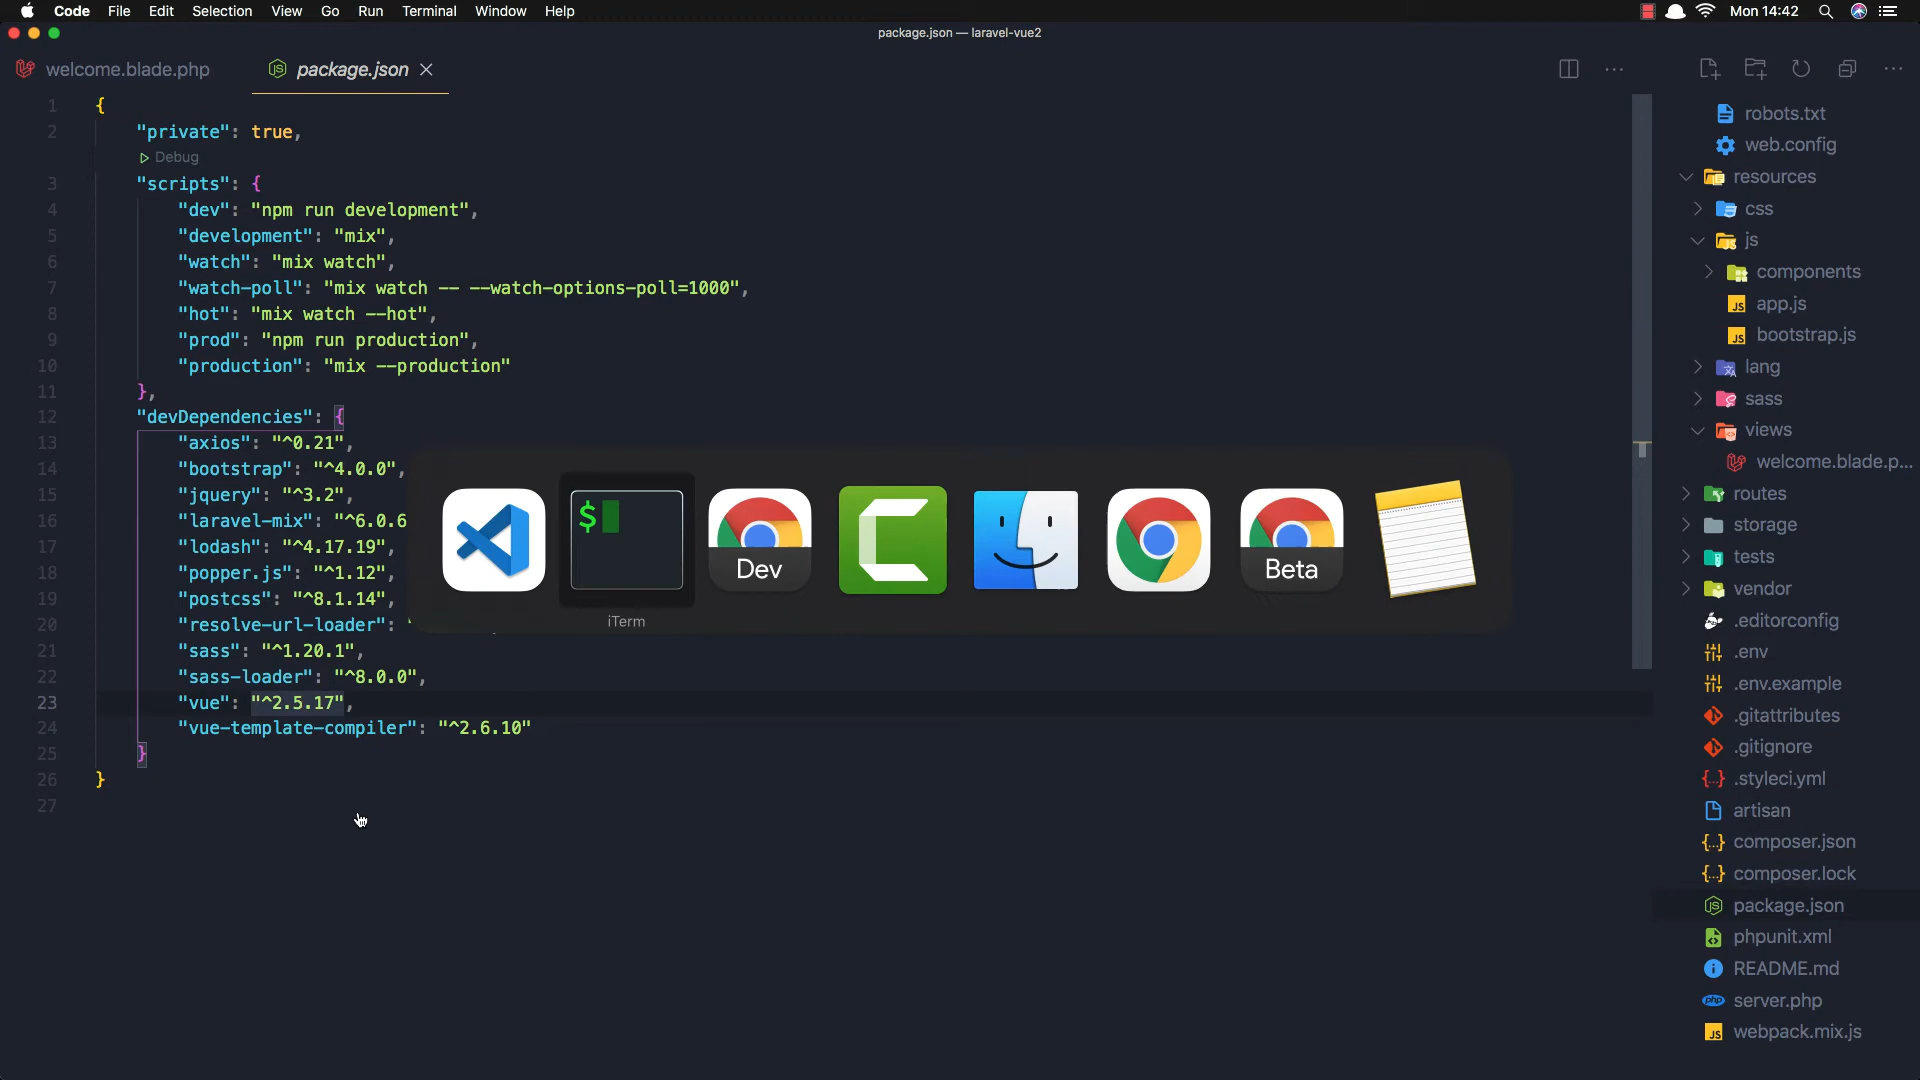 Code File Edit Selection View Go Run Terminal Window Help
Mon 14:42
package.json — laravel-vue2
welcome.blade.php
package.json
1 {
2 "private": true,
Debug
3 "scripts": {
4 "dev": "npm run development",
5 "development": "mix",
6 "watch": "mix watch",
7 "watch-poll": "mix watch -- --watch-options-poll=1000",
8 "hot": "mix watch --hot",
9 "prod": "npm run production",
10 "production": "mix --production"
11 },
12 "devDependencies": {
13 "axios": "^0.21",
14 "bootstrap": "^4.0.0",
15 "jquery": "^3.2",
16 "laravel-mix": "^6.0.6
17 "lodash": "^4.17.19",
18 "popper.js": "^1.12",
19 "postcss": "^8.1.14",
20 "resolve-url-loader":
21 "sass": "^1.20.1",
22 "sass-loader": "^8.0.0",
23 "vue": "^2.5.17",
24 "vue-template-compiler": "^2.6.10"
25 }
26 }
27
$
Dev
Beta
iTerm
robots.txt
web.config
resources
css
js
components
JS app.js
JS bootstrap.js
lang
sass
views
welcome.blade.p...
routes
storage
tests
vendor
.editorconfig
.env
.env.example
.gitattributes
.gitignore
{..} .styleci.yml
artisan
{..} composer.json
{..} composer.lock
package.json
phpunit.xml
README.md
php server.php
JS webpack.mix.js